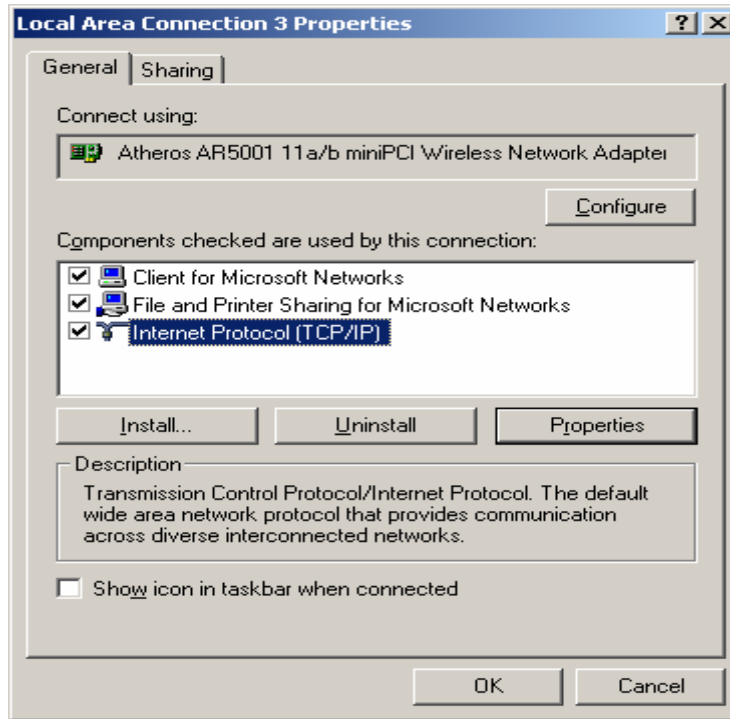 Local Area Connection 3 Properties
General
Sharing
Connect using:
Atheros AR5001 11a/b miniPCI Wireless Network Adapter
Configure
Components checked are used by this connection:
Client for Microsoft Networks
File and Printer Sharing for Microsoft Networks
Internet Protocol (TCP/IP)
Install...
Uninstall
Properties
Description
Transmission Control Protocol/Internet Protocol. The default
wide area network protocol that provides communication
across diverse interconnected networks.
Show icon in taskbar when connected
OK
Cancel